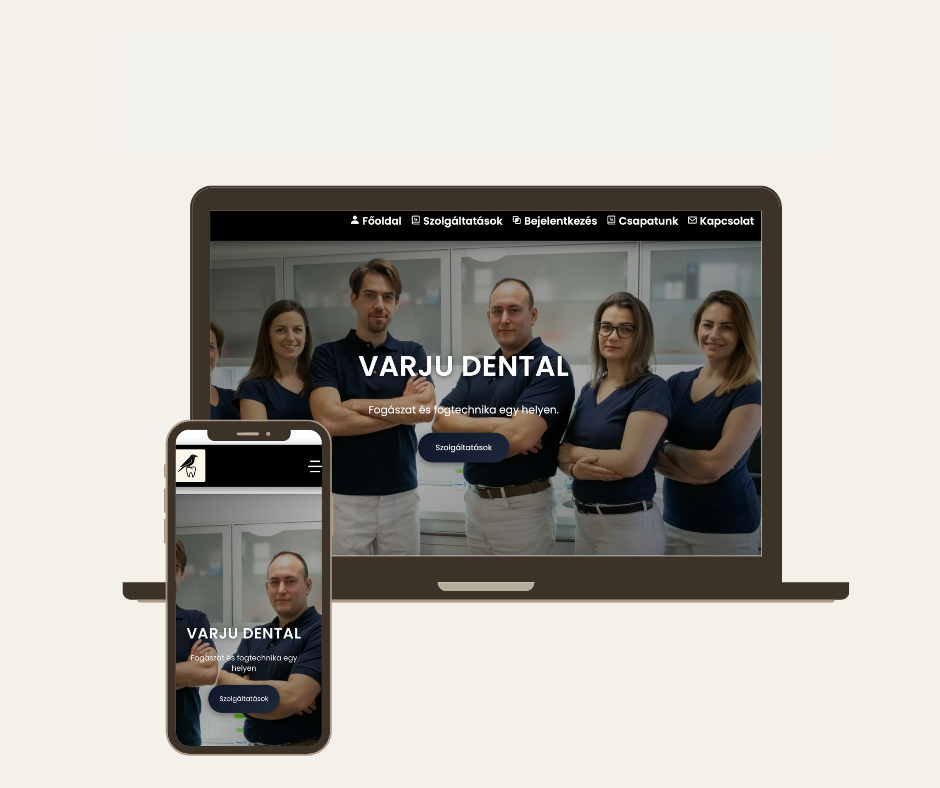 Főoldal Szolgáltatások Bejelentkezés Csapatunk Kapcsolat
VARJU DENTAL
Fogászat és fogtechnika egy helyen.
Szolgáltatások
VARJU DENTAL
Fogászat és fogtechnika egy
helyen
Szolgáltatások